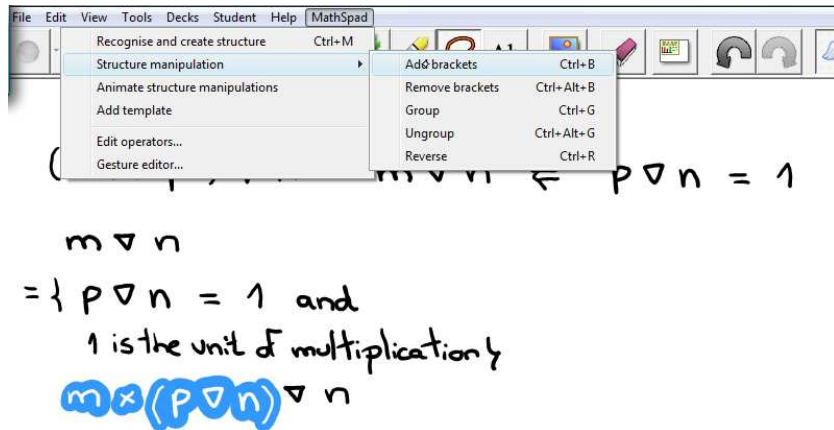 File Edit View Tools Decks Student Help MathSpad
Recognise and create structure Ctrl+M
Structure manipulation
Animate structure manipulations
Add template
Edit operators...
Gesture editor...
Add brackets Ctrl+B
Remove brackets Ctrl+Alt+B
Group Ctrl+G
Ungroup Ctrl+Alt+G
Reverse Ctrl+R
m ∇ n ⇐ p ∇ n = 1
m ∇ n
= { p ∇ n = 1 and
1 is the unit of multiplication }
m × (p ∇ n) ∇ n